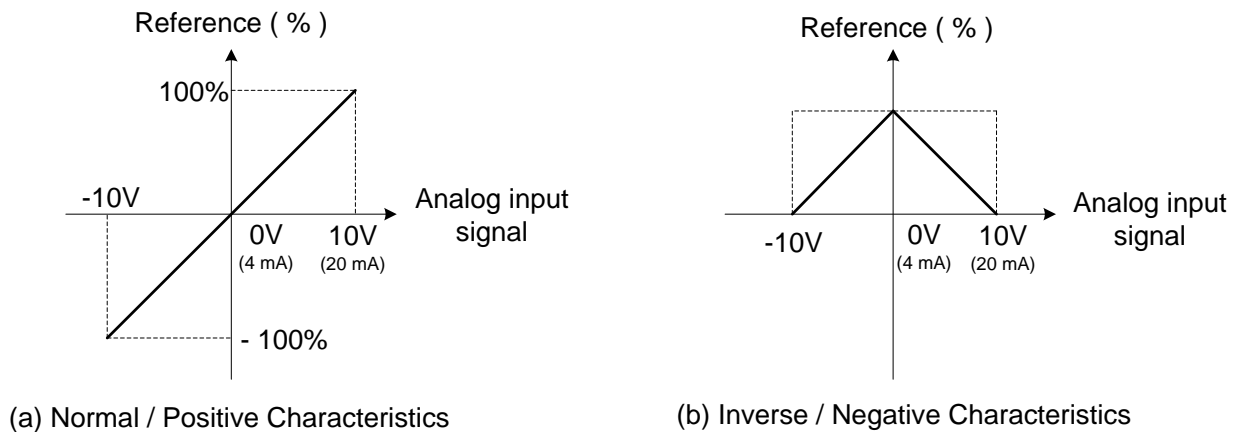 Reference ( % )
100%
-10V
Analog input
signal
0V
(4 mA)
10V
(20 mA)
- 100%
(a) Normal / Positive Characteristics
Reference ( % )
Analog input
signal
-10V
0V
(4 mA)
10V
(20 mA)
(b) Inverse / Negative Characteristics